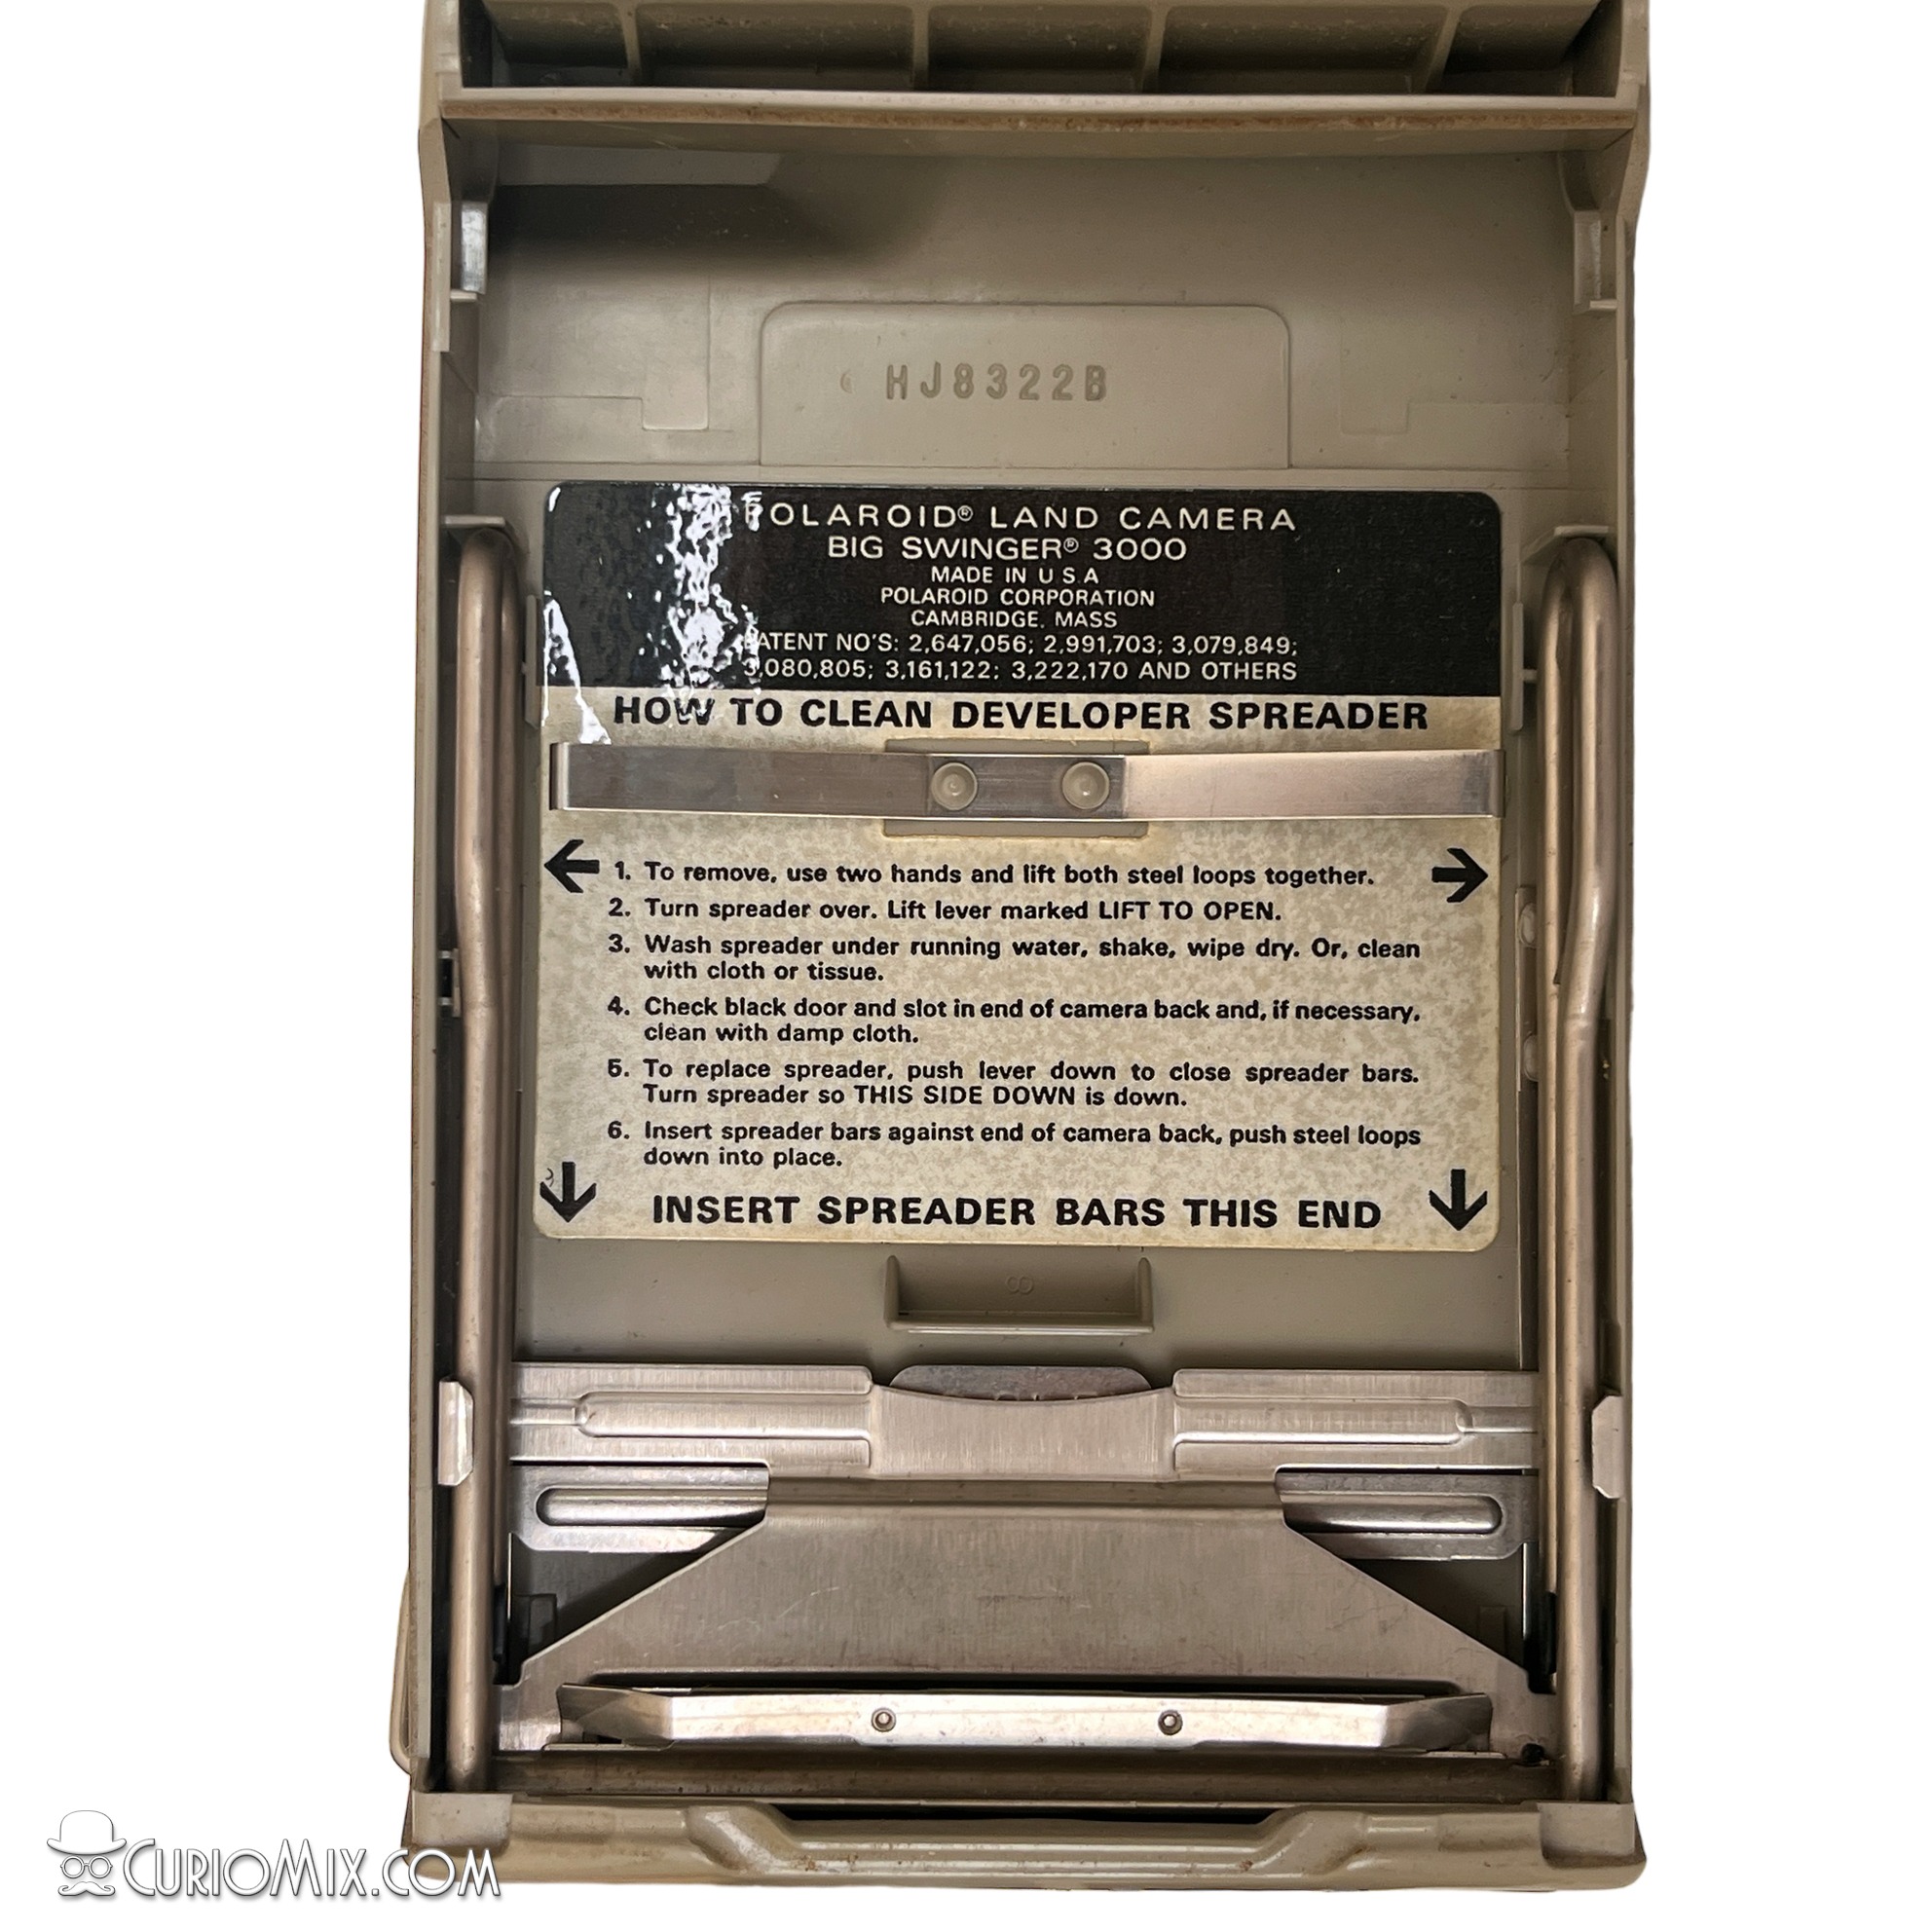 HJ8322B
POLAROID® LAND CAMERA
BIG SWINGER® 3000
MADE IN U S A
POLAROID CORPORATION
CAMBRIDGE. MASS
PATENT NO'S: 2,647,056; 2,991,703; 3,079,849;
3,080,805; 3,161,122; 3,222,170 AND OTHERS
HOW TO CLEAN DEVELOPER SPREADER
1. To remove, use two hands and lift both steel loops together.
2. Turn spreader over. Lift lever marked LIFT TO OPEN.
3. Wash spreader under running water, shake, wipe dry. Or, clean
with cloth or tissue.
4. Check black door and slot in end of camera back and, if necessary,
clean with damp cloth.
5. To replace spreader, push lever down to close spreader bars.
Turn spreader so THIS SIDE DOWN is down.
6. Insert spreader bars against end of camera back, push steel loops
down into place.
INSERT SPREADER BARS THIS END
8
CURIOMIX.COM